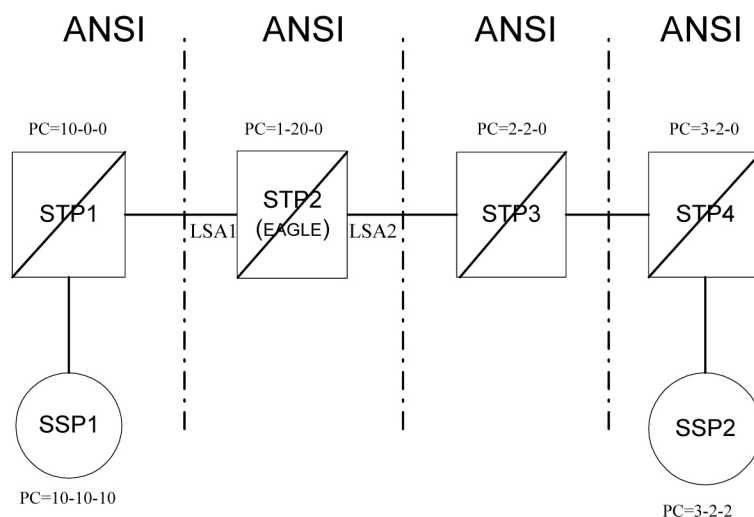 ANSI
ANSI
ANSI
ANSI
PC=10-0-0
PC=1-20-0
PC=2-2-0
PC=3-2-0
STP1
STP2
(EAGLE)
STP3
STP4
LSA1
LSA2
SSP1
SSP2
PC=10-10-10
PC=3-2-2